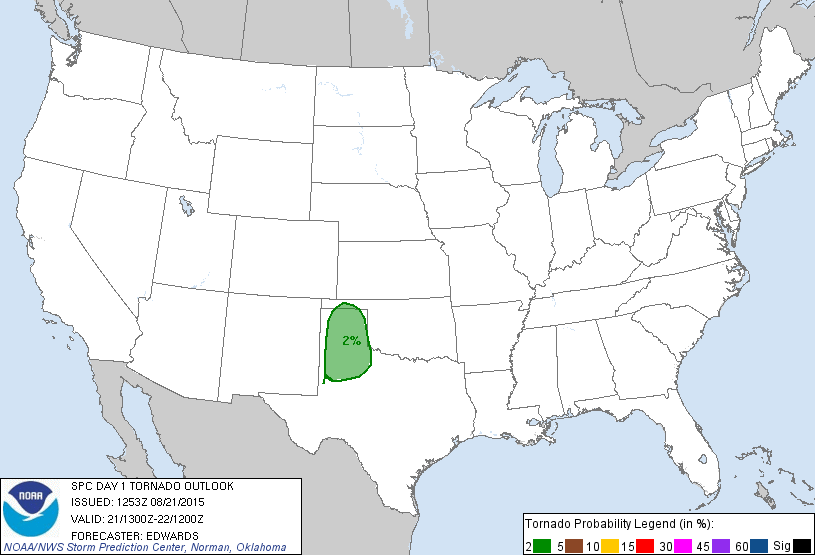 2%
NOAA
SPC DAY 1 TORNADO OUTLOOK
ISSUED: 1253Z 08/21/2015
VALID: 21/1300Z-22/1200Z
FORECASTER: EDWARDS
NOAA/NWS Storm Prediction Center, Norman, Oklahoma
Tornado Probability Legend (in %):
2 5 10 15 30 45 60 Sig